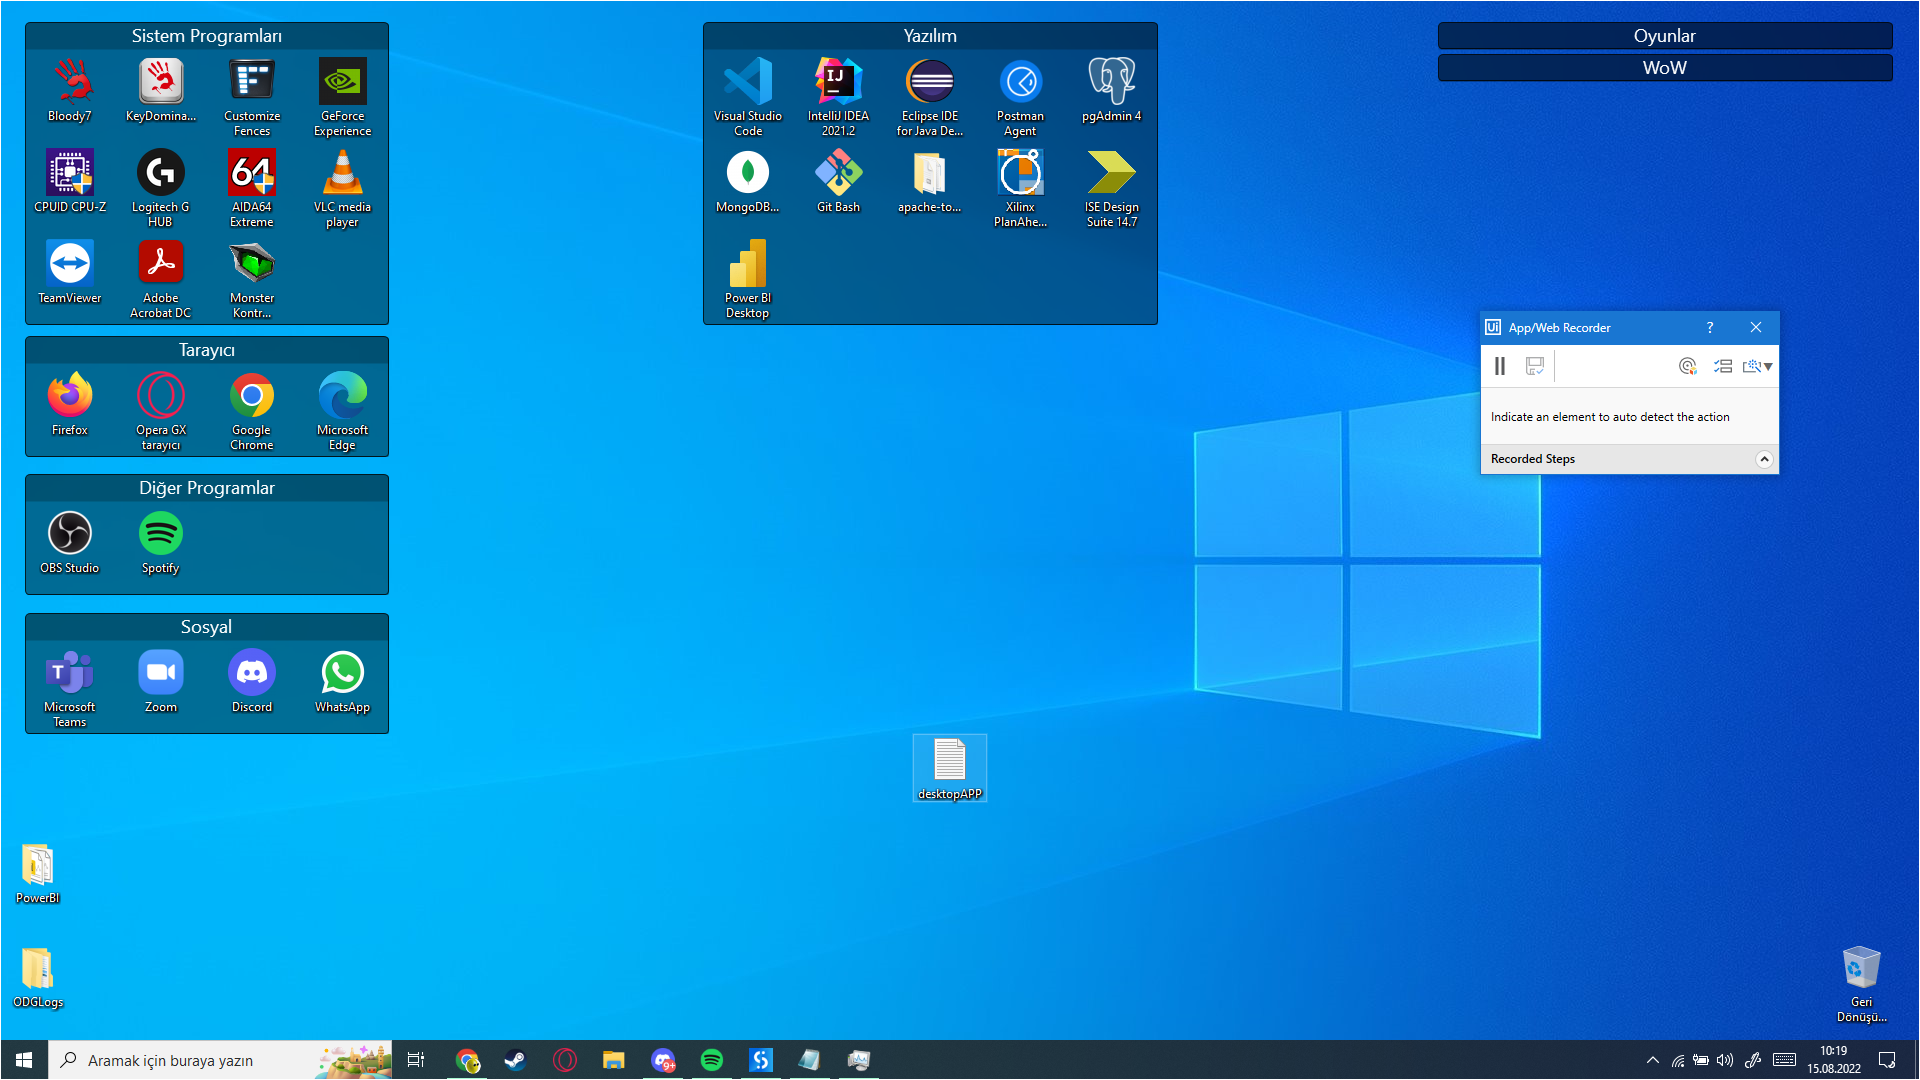 Sistem Programları
Bloody7
KeyDomina...
Customize
Fences
GeForce
Experience
CPUID CPU-Z
Logitech G
HUB
64
AIDA64
Extreme
VLC media
player
TeamViewer
Adobe
Acrobat DC
Monster
Kontr...
Tarayıcı
Firefox
Opera GX
tarayıcı
Google
Chrome
Microsoft
Edge
Diğer Programlar
OBS Studio
Spotify
Sosyal
T
Microsoft
Teams
Zoom
Discord
WhatsApp
PowerBI
ODGLogs
Yazılım
Visual Studio
Code
IJ
IntelliJ IDEA
2021.2
Eclipse IDE
for Java De...
Postman
Agent
pgAdmin 4
MongoDB...
Git Bash
apache-to...
Xilinx
PlanAhe...
ISE Design
Suite 14.7
Power BI
Desktop
desktopAPP
Oyunlar
WoW
Ui App/Web Recorder ?
Indicate an element to auto detect the action
Recorded Steps
Geri
Dönüşü...
Aramak için buraya yazın
9+
10:19
15.08.2022